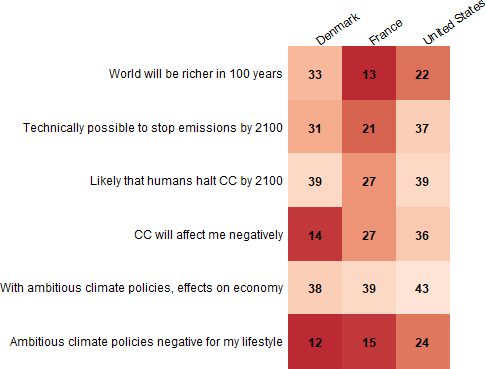 Denmark France United States
World will be richer in 100 years 33 13 22
Technically possible to stop emissions by 2100 31 21 37
Likely that humans halt CC by 2100 39 27 39
CC will affect me negatively 14 27 36
With ambitious climate policies, effects on economy 38 39 43
Ambitious climate policies negative for my lifestyle 12 15 24